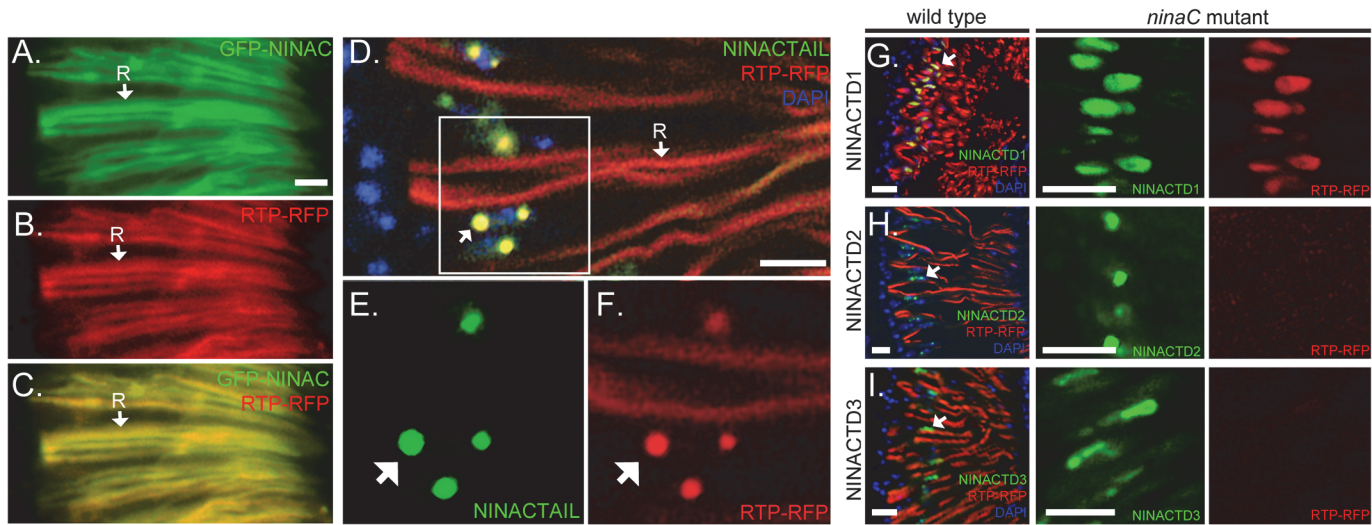 A.
GFP-NINAC
R
B.
RTP-RFP
R
C.
GFP-NINAC
RTP-RFP
R
D.
NINACTAIL
RTP-RFP
DAPI
R
E.
NINACTAIL
F.
RTP-RFP
wild type
ninaC mutant
NINACTD1
G.
NINACTD1
RTP-RFP
DAPI
NINACTD1
RTP-RFP
NINACTD2
H.
NINACTD2
RTP-RFP
DAPI
NINACTD2
RTP-RFP
NINACTD3
I.
NINACTD3
RTP-RFP
DAPI
NINACTD3
RTP-RFP